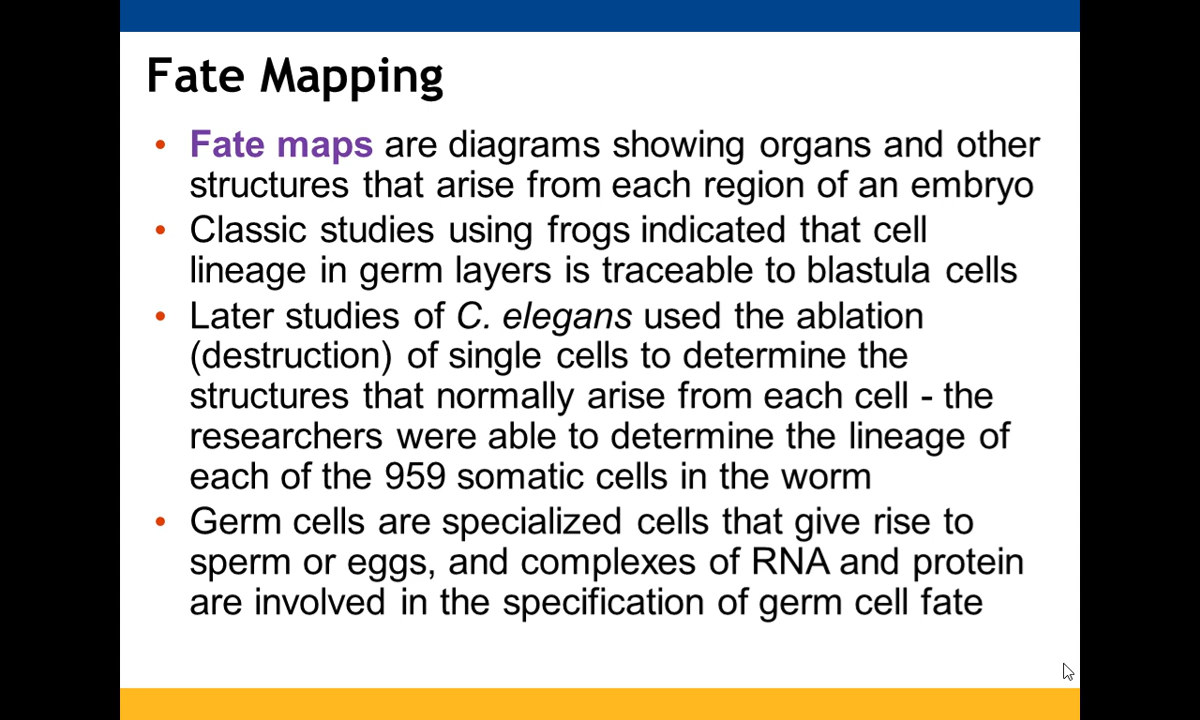 Fate Mapping
• Fate maps are diagrams showing organs and other
structures that arise from each region of an embryo
• Classic studies using frogs indicated that cell
lineage in germ layers is traceable to blastula cells
• Later studies of C. elegans used the ablation
(destruction) of single cells to determine the
structures that normally arise from each cell - the
researchers were able to determine the lineage of
each of the 959 somatic cells in the worm
• Germ cells are specialized cells that give rise to
sperm or eggs, and complexes of RNA and protein
are involved in the specification of germ cell fate